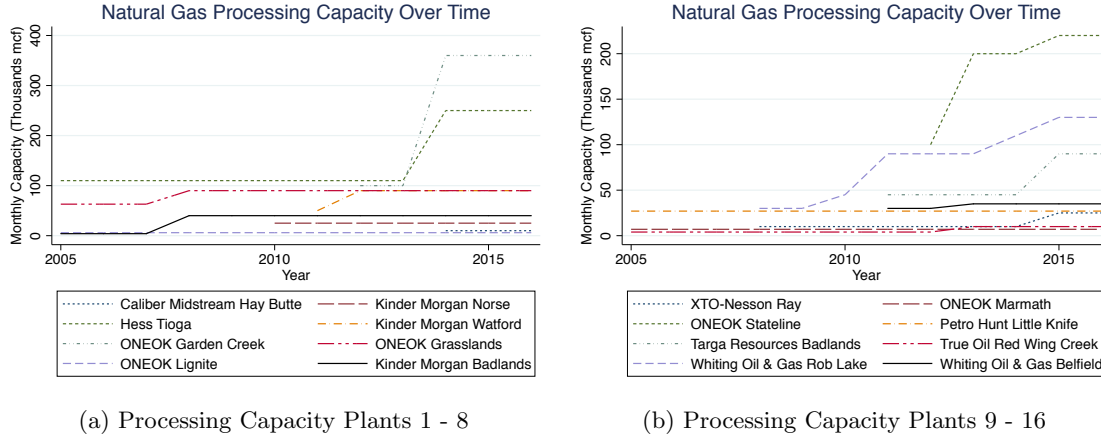 Natural Gas Processing Capacity Over Time
Monthly Capacity (Thousands mcf)
400
300
200
100
0
2005 2010 2015
Year
Caliber Midstream Hay Butte Kinder Morgan Norse
Hess Tioga Kinder Morgan Watford
ONEOK Garden Creek ONEOK Grasslands
ONEOK Lignite Kinder Morgan Badlands
(a) Processing Capacity Plants 1 - 8
Natural Gas Processing Capacity Over Time
Monthly Capacity (Thousands mcf)
200
150
100
50
0
2005 2010 2015
Year
XTO-Nesson Ray ONEOK Marmath
ONEOK Stateline Petro Hunt Little Knife
Targa Resources Badlands True Oil Red Wing Creek
Whiting Oil & Gas Rob Lake Whiting Oil & Gas Belfield
(b) Processing Capacity Plants 9 - 16